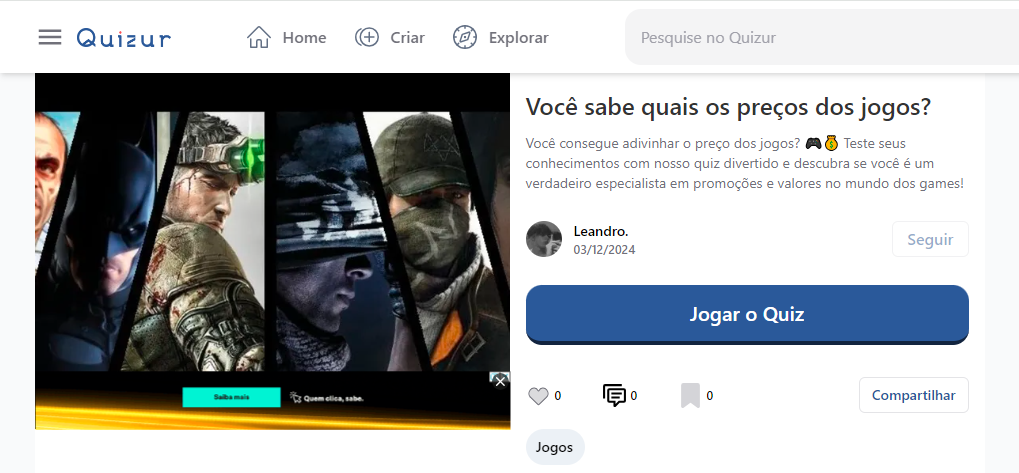 Quizur
Home
Criar
Explorar
Pesquise no Quizur
Você sabe quais os preços dos jogos?
Você consegue adivinhar o preço dos jogos? 🎮💰 Teste seus
conhecimentos com nosso quiz divertido e descubra se você é um
verdadeiro especialista em promoções e valores no mundo dos games!
Leandro.
03/12/2024
Seguir
Jogar o Quiz
Saiba mais
Quem clica, sabe.
0
0
0
Compartilhar
Jogos